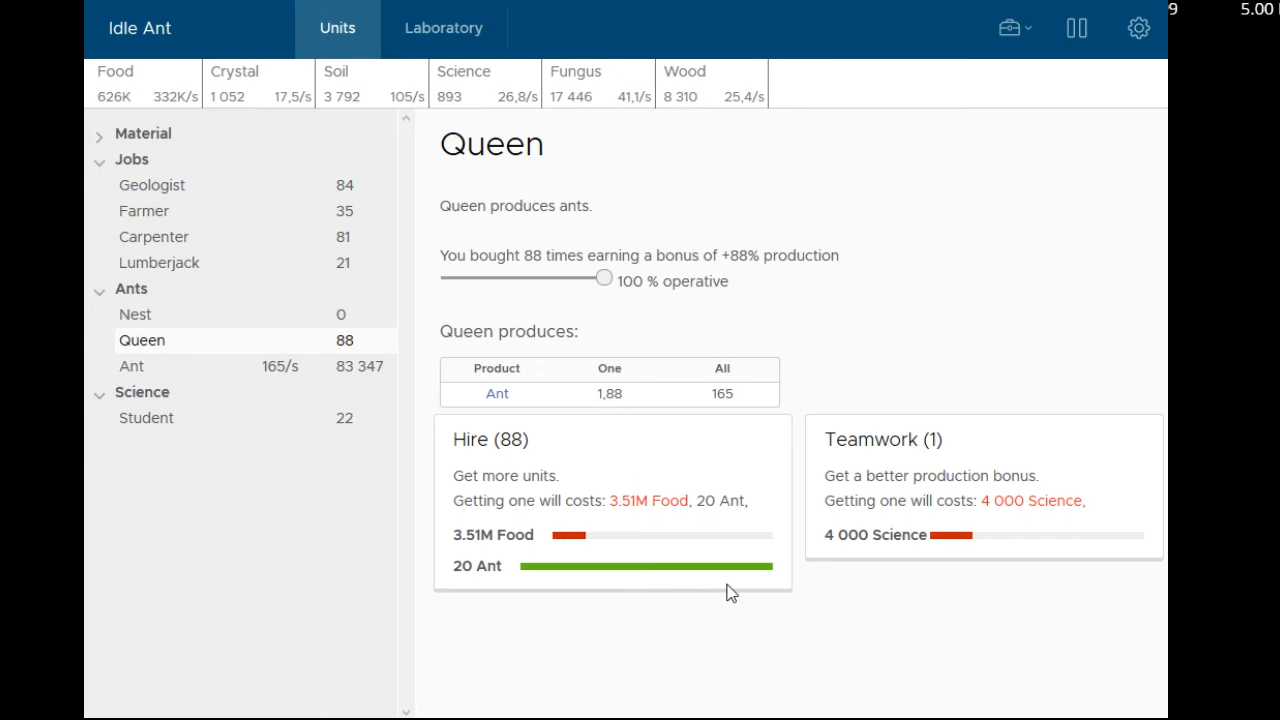 9 5.00
Idle Ant Units Laboratory
Food Crystal Soil Science Fungus Wood
626K 332K/s 1 052 17,5/s 3 792 105/s 893 26,8/s 17 446 41,1/s 8 310 25,4/s
Material
Jobs
Geologist 84
Farmer 35
Carpenter 81
Lumberjack 21
Ants
Nest 0
Queen 88
Ant 165/s 83 347
Science
Student 22
Queen
Queen produces ants.
You bought 88 times earning a bonus of +88% production
100 % operative
Queen produces:
Product One All
Ant 1,88 165
Hire (88)
Get more units.
Getting one will costs: 3.51M Food, 20 Ant,
3.51M Food
20 Ant
Teamwork (1)
Get a better production bonus.
Getting one will costs: 4 000 Science,
4 000 Science